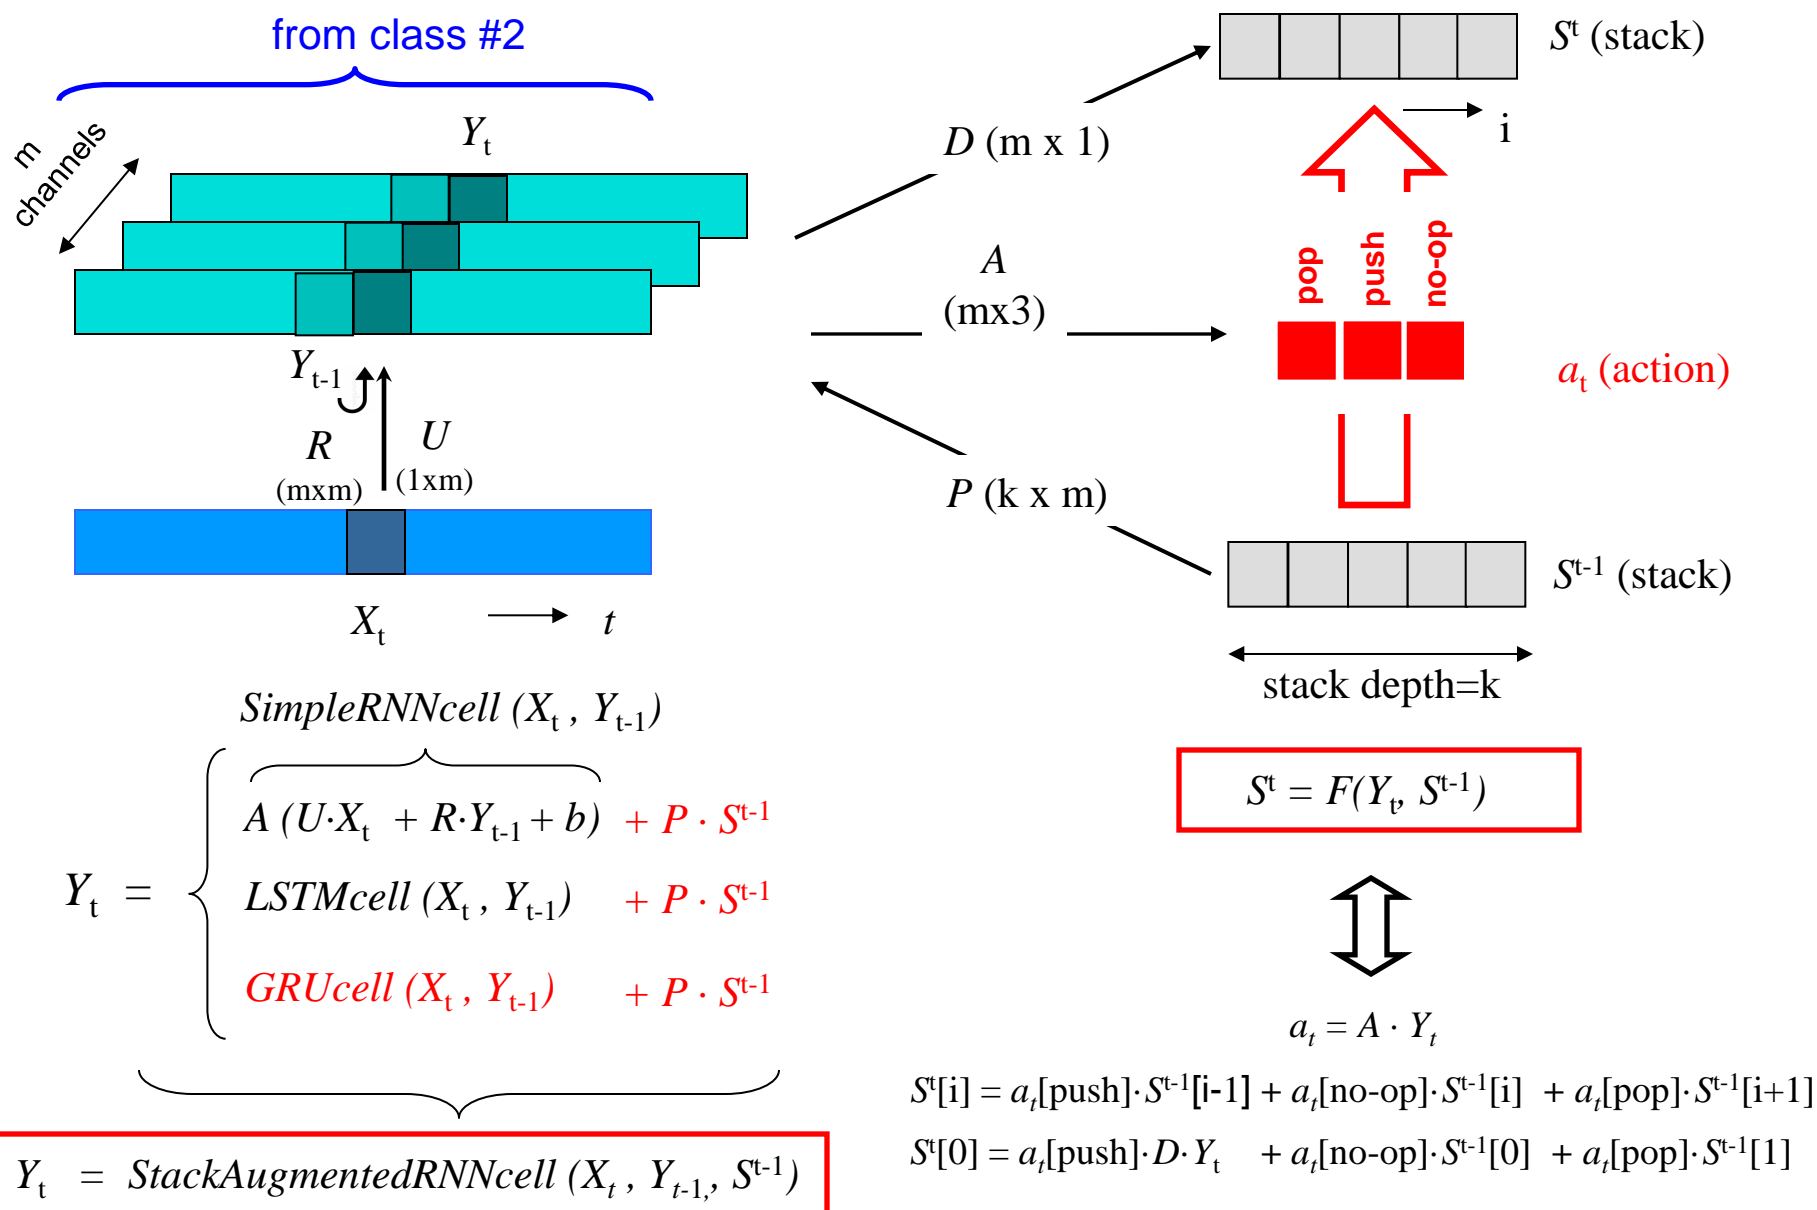 from class #2
m
channels
Y_t
Y_t-1
R
(mxm)
U
(1xm)
X_t
t
D (m x 1)
A
(mx3)
P (k x m)
S^t (stack)
i
pop
push
no-op
a_t (action)
S^t-1 (stack)
stack depth=k
SimpleRNNcell (X_t , Y_t-1)
Y_t =
A (U·X_t + R·Y_t-1 + b) + P · S^t-1
LSTMcell (X_t , Y_t-1) + P · S^t-1
GRUcell (X_t , Y_t-1) + P · S^t-1
Y_t = StackAugmentedRNNcell (X_t , Y_t-1,, S^t-1)
S^t = F(Y_t, S^t-1)
a_t = A · Y_t
S^t[i] = a_t[push]·S^t-1[i-1] + a_t[no-op]·S^t-1[i] + a_t[pop]·S^t-1[i+1]
S^t[0] = a_t[push]·D·Y_t + a_t[no-op]·S^t-1[0] + a_t[pop]·S^t-1[1]